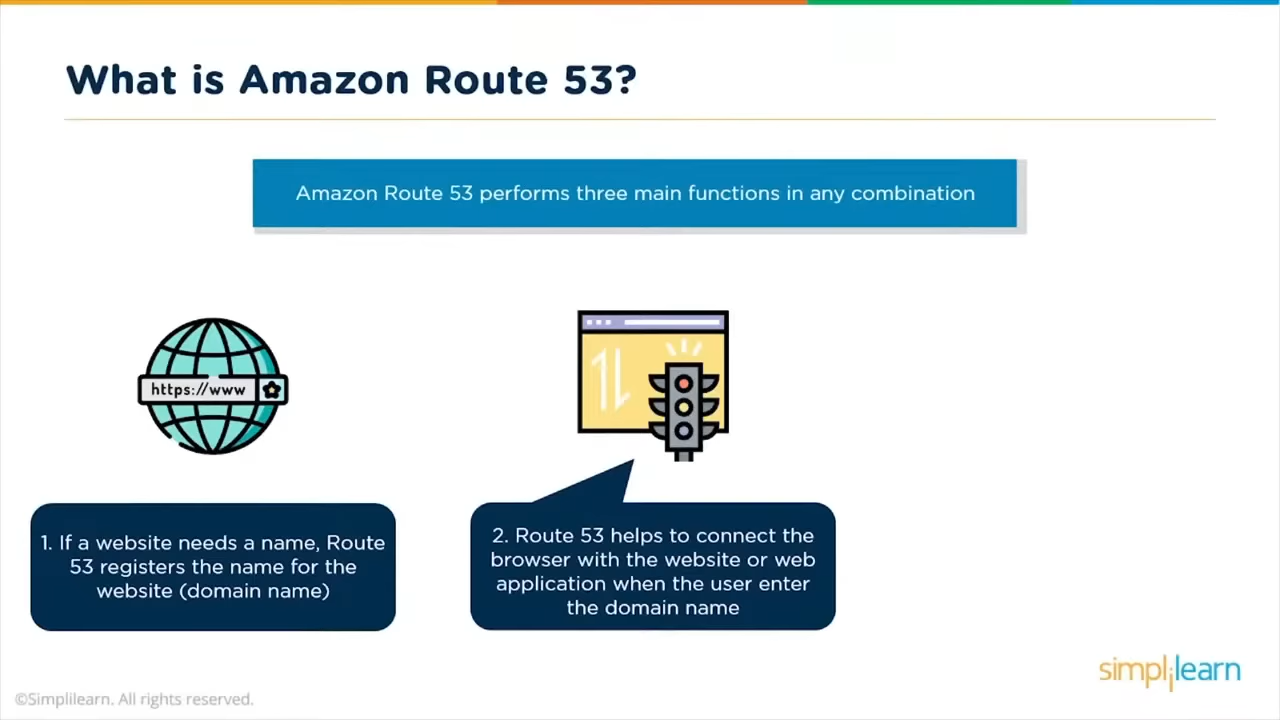 What is Amazon Route 53?
Amazon Route 53 performs three main functions in any combination
https://www
1. If a website needs a name, Route
53 registers the name for the
website (domain name)
2. Route 53 helps to connect the
browser with the website or web
application when the user enter
the domain name
simplilearn
©Simplilearn. All rights reserved.